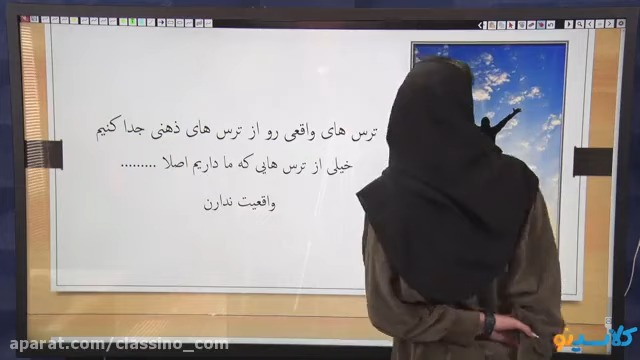 ترس های واقعی رو از ترس های ذهنی جدا کنیم
خیلی از ترس هایی که ما داریم اصلا .........
واقعیت ندارن
aparat.com/classino_com
کلاسینو